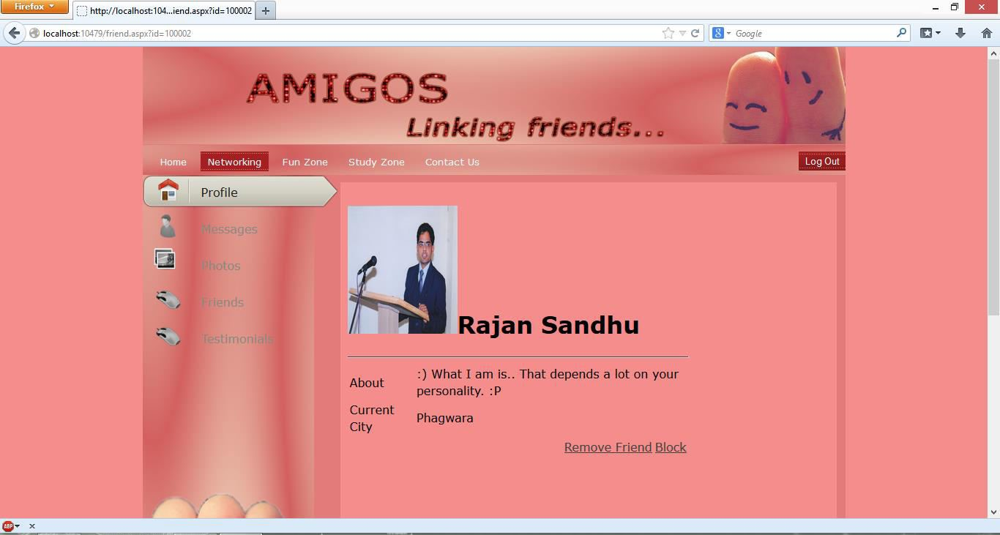 Firefox
http://localhost:104...iend.aspx?id=100002
localhost:10479/friend.aspx?id=100002
Google
AMIGOS
Linking friends...
Home Networking Fun Zone Study Zone Contact Us Log Out
Profile
Messages
Photos
Friends
Testimonials
Rajan Sandhu
About
:) What I am is.. That depends a lot on your
personality. :P
Current
City
Phagwara
Remove Friend Block
ABP